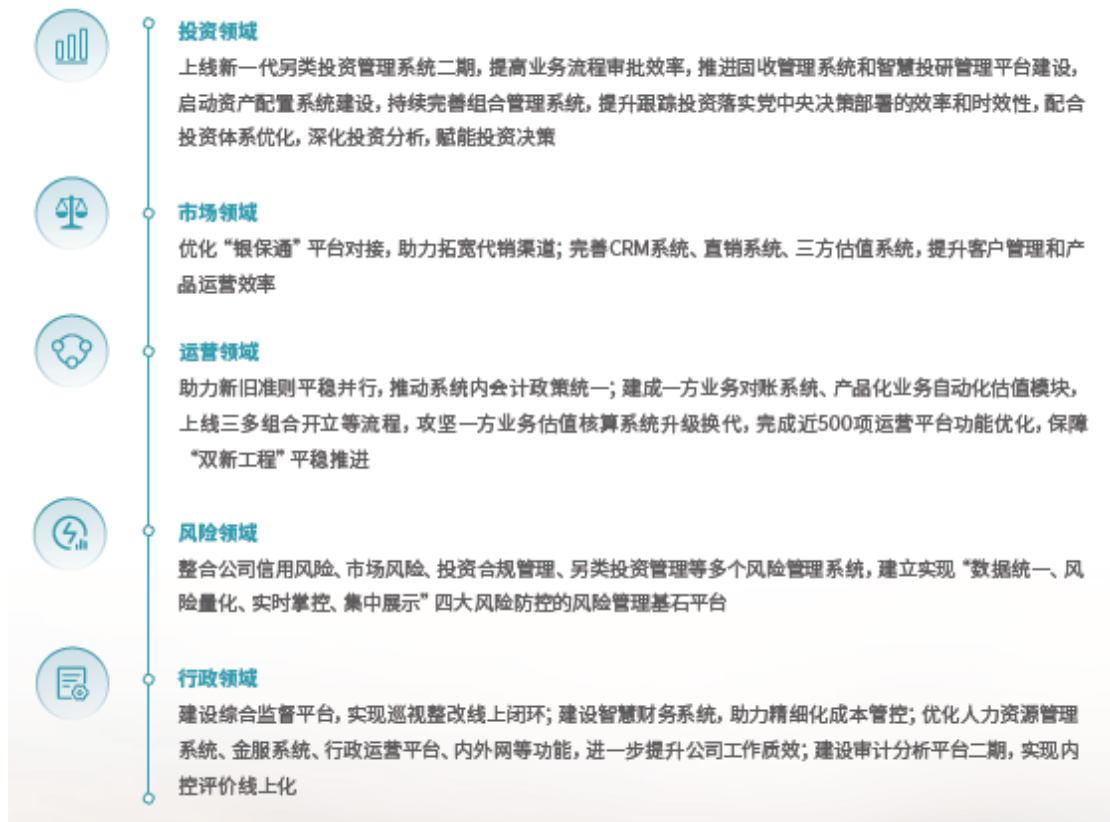 投资领域
上线新一代另类投资管理系统二期，提高业务流程审批效率，推进固收管理系统和智慧投研管理平台建设，
启动资产配置系统建设，持续完善组合管理系统，提升跟踪投资落实党中央决策部署的效率和时效性，配合
投资体系优化，深化投资分析，赋能投资决策
市场领域
优化“银保通”平台对接，助力拓宽代销渠道；完善CRM系统、直销系统、三方估值系统，提升客户管理和产
品运营效率
运营领域
助力新旧准则平稳并行，推动系统内会计政策统一；建成一方业务对账系统、产品化业务自动化估值模块，
上线三多组合开立等流程，攻坚一方业务估值核算系统升级换代，完成近500项运营平台功能优化，保障
“双新工程”平稳推进
风险领域
整合公司信用风险、市场风险、投资合规管理、另类投资管理等多个风险管理系统，建立实现“数据统一、风
险量化、实时掌控、集中展示”四大风险防控的风险管理基石平台
行政领域
建设综合监督平台，实现巡视整改线上闭环；建设智慧财务系统，助力精细化成本管控；优化人力资源管理
系统、金服系统、行政运营平台、内外网等功能，进一步提升公司工作质效；建设审计分析平台二期，实现内
控评价线上化